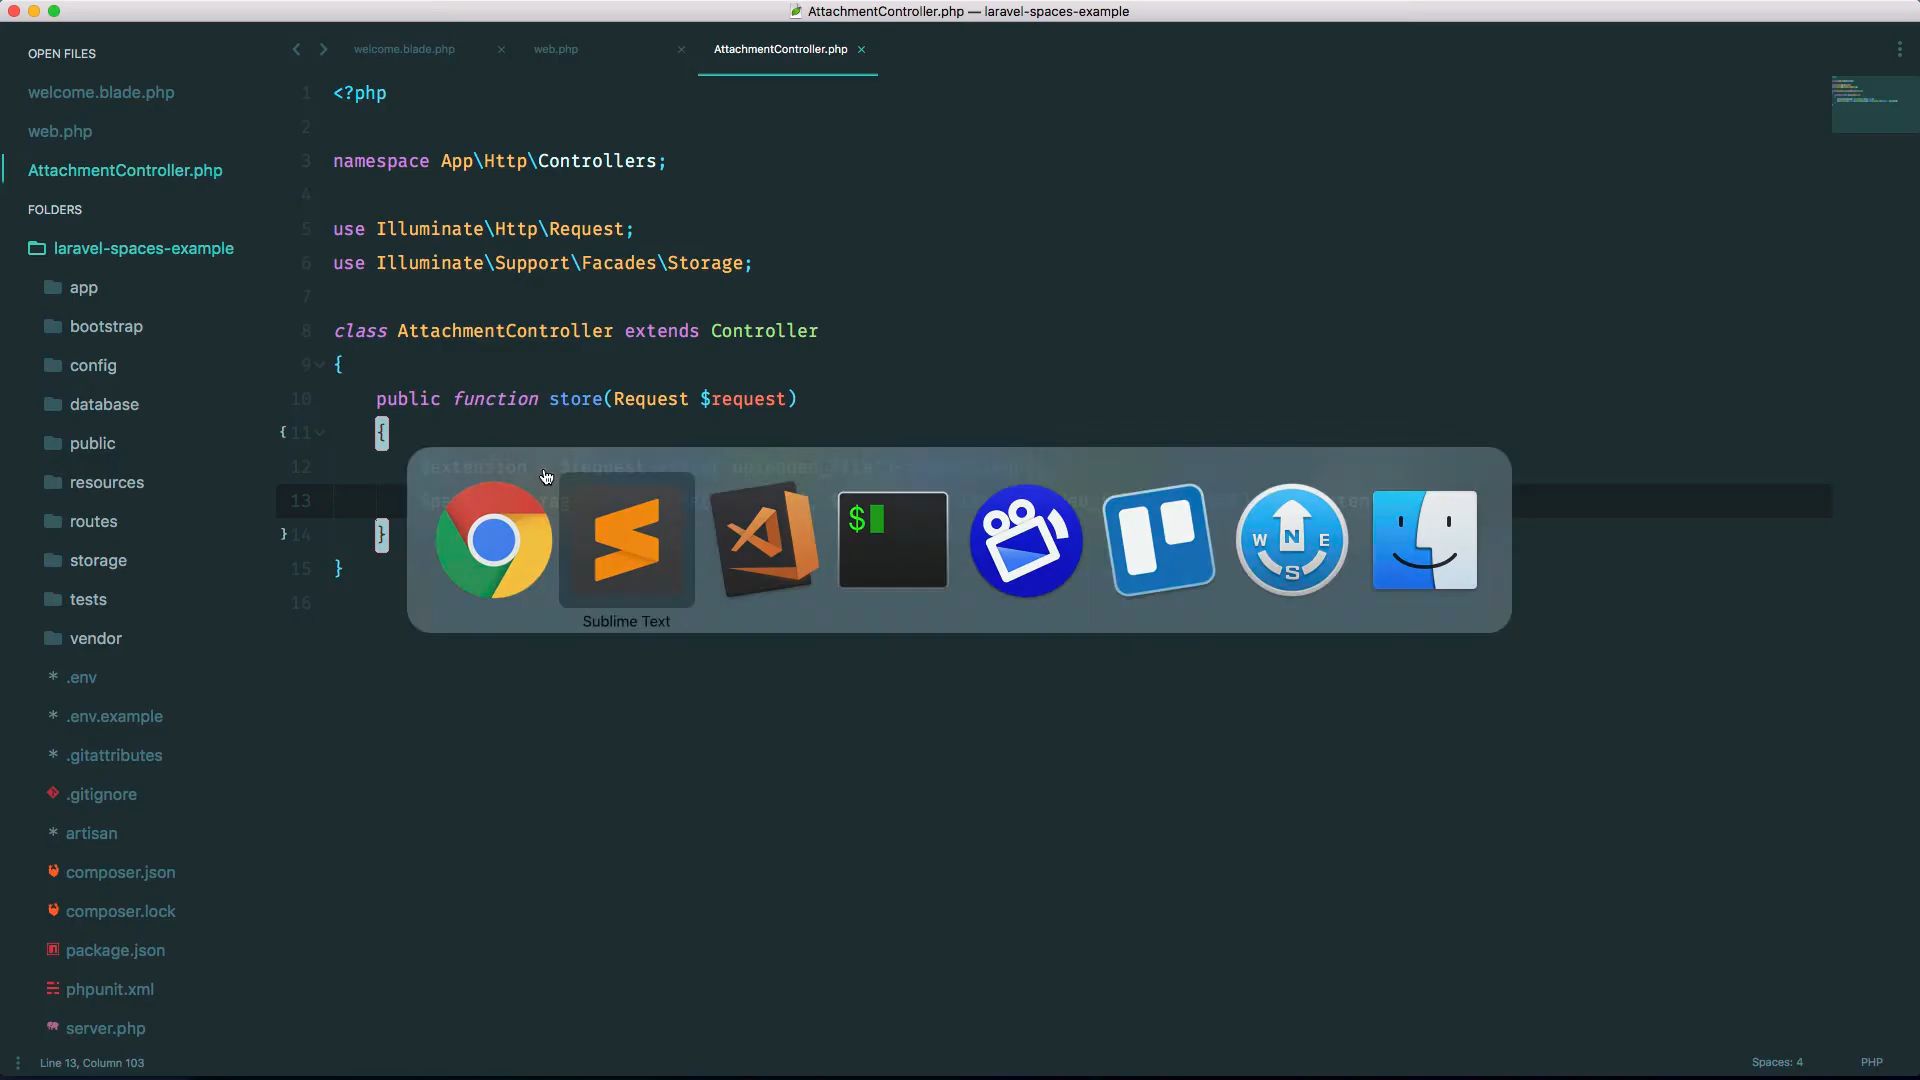 AttachmentController.php — laravel-spaces-example
OPEN FILES
welcome.blade.php
web.php
AttachmentController.php
FOLDERS
laravel-spaces-example
app
bootstrap
config
database
public
resources
routes
storage
tests
vendor
* .env
* .env.example
* .gitattributes
.gitignore
* artisan
composer.json
composer.lock
package.json
phpunit.xml
server.php
welcome.blade.php
web.php
AttachmentController.php
1 <?php
2
3 namespace App\Http\Controllers;
4
5 use Illuminate\Http\Request;
6 use Illuminate\Support\Facades\Storage;
7
8 class AttachmentController extends Controller
9 {
10 public function store(Request $request)
{ 11 {
12 $extension $request
13
} 14 }
15 }
16
$
W N E
S
Sublime Text
Line 13, Column 103
Spaces: 4
PHP